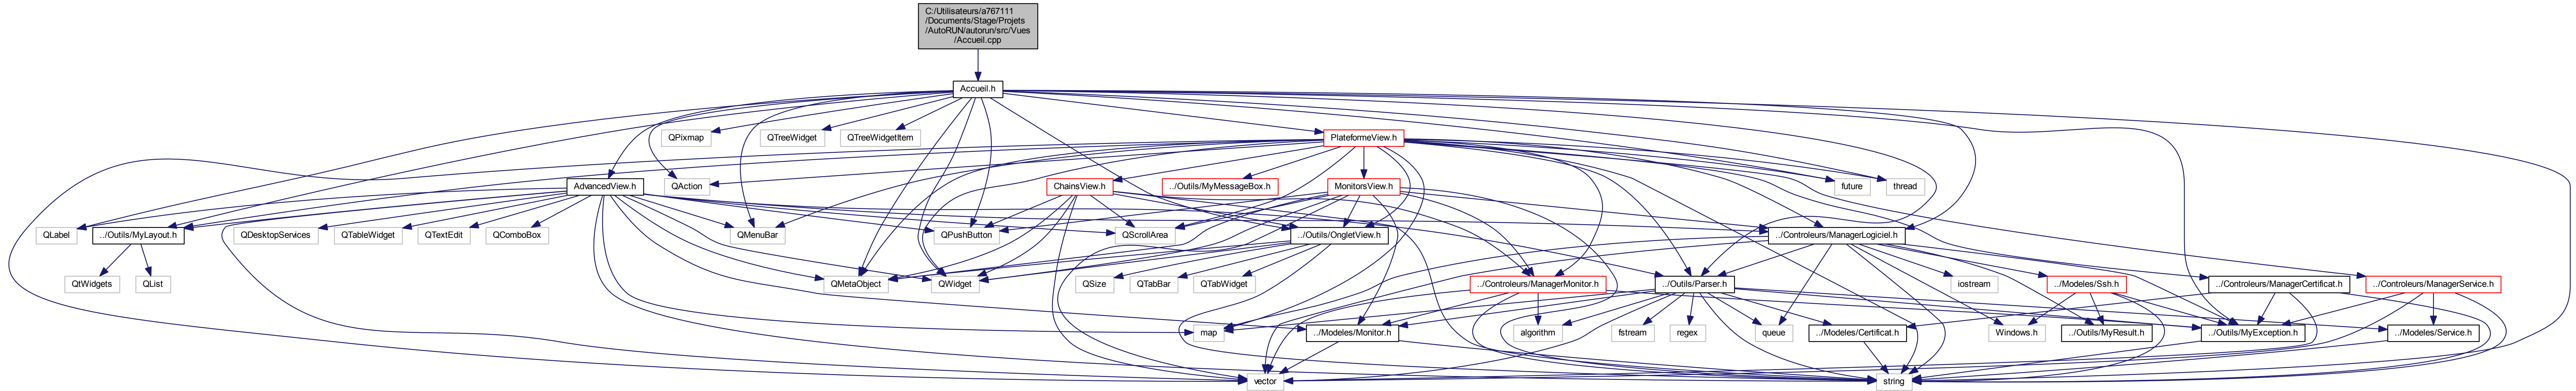 C:/Utilisateurs/a767111
/Documents/Stage/Projets
/AutoRUN/autorun/src/Vues
/Accueil.cpp
Accueil.h
QPixmap
QTreeWidget
QTreeWidgetItem
PlateformeView.h
AdvancedView.h
QAction
ChainsView.h
../Outils/MyMessageBox.h
MonitorsView.h
future
thread
QLabel
../Outils/MyLayout.h
QDesktopServices
QTableWidget
QTextEdit
QComboBox
QMenuBar
QPushButton
QScrollArea
../Outils/OngletView.h
../Controleurs/ManagerLogiciel.h
QtWidgets
QList
QMetaObject
QWidget
QSize
QTabBar
QTabWidget
../Controleurs/ManagerMonitor.h
../Outils/Parser.h
iostream
../Modeles/Ssh.h
../Controleurs/ManagerCertificat.h
../Controleurs/ManagerService.h
map
../Modeles/Monitor.h
algorithm
fstream
regex
queue
../Modeles/Certificat.h
Windows.h
../Outils/MyResult.h
../Outils/MyException.h
../Modeles/Service.h
vector
string